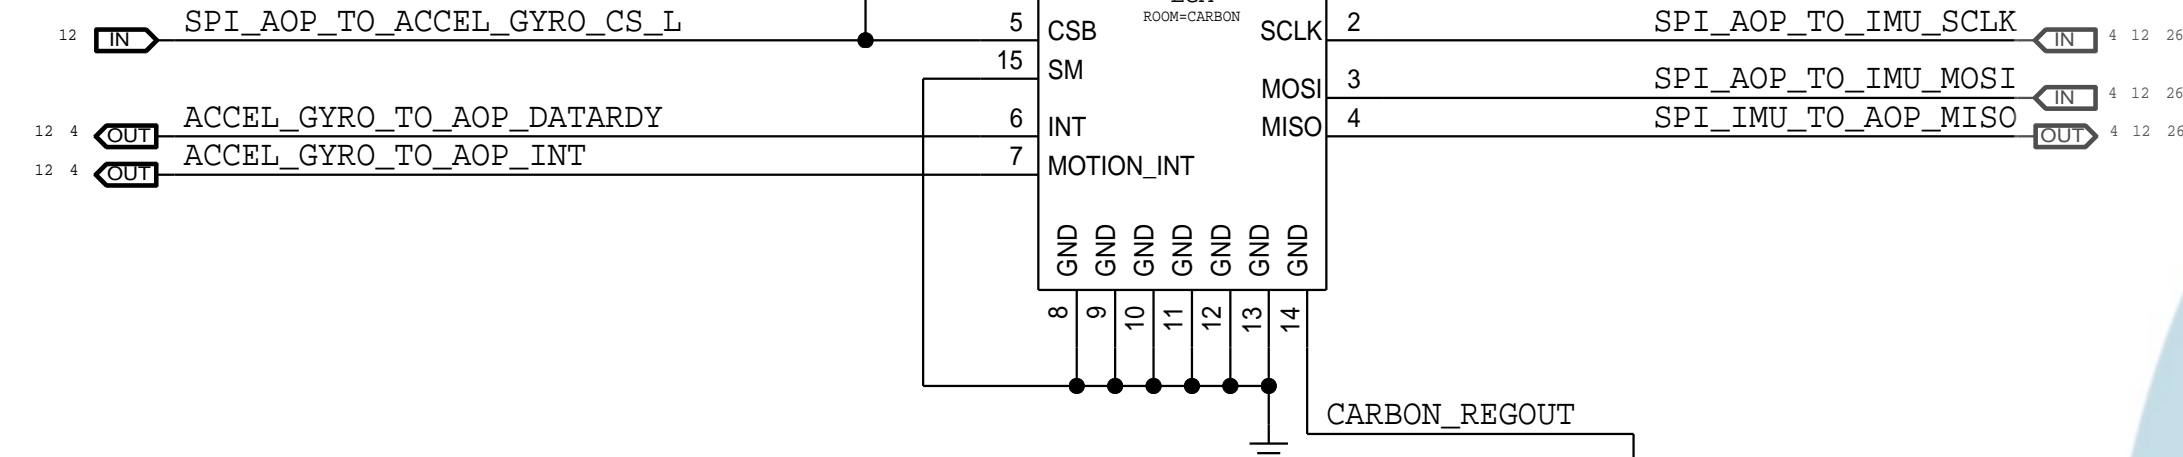 ROOM=CARBON
12 IN SPI_AOP_TO_ACCEL_GYRO_CS_L 5 CSB SCLK 2 SPI_AOP_TO_IMU_SCLK IN 4 12 26
15 SM
MOSI 3 SPI_AOP_TO_IMU_MOSI IN 4 12 26
12 4 OUT ACCEL_GYRO_TO_AOP_DATARDY 6 INT MISO 4 SPI_IMU_TO_AOP_MISO OUT 4 12 26
12 4 OUT ACCEL_GYRO_TO_AOP_INT 7 MOTION_INT
GND GND GND GND GND GND GND
8 9 10 11 12 13 14
CARBON_REGOUT